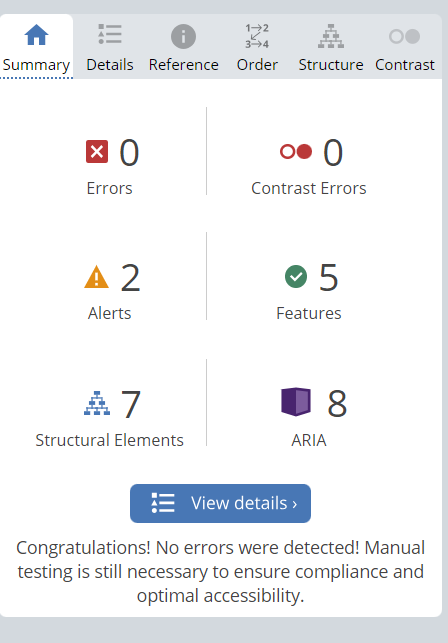 Summary Details Reference Order Structure Contrast
1 2
3 4
0 0
Errors Contrast Errors
2 5
Alerts Features
7 8
Structural Elements ARIA
View details ›
Congratulations! No errors were detected! Manual
testing is still necessary to ensure compliance and
optimal accessibility.